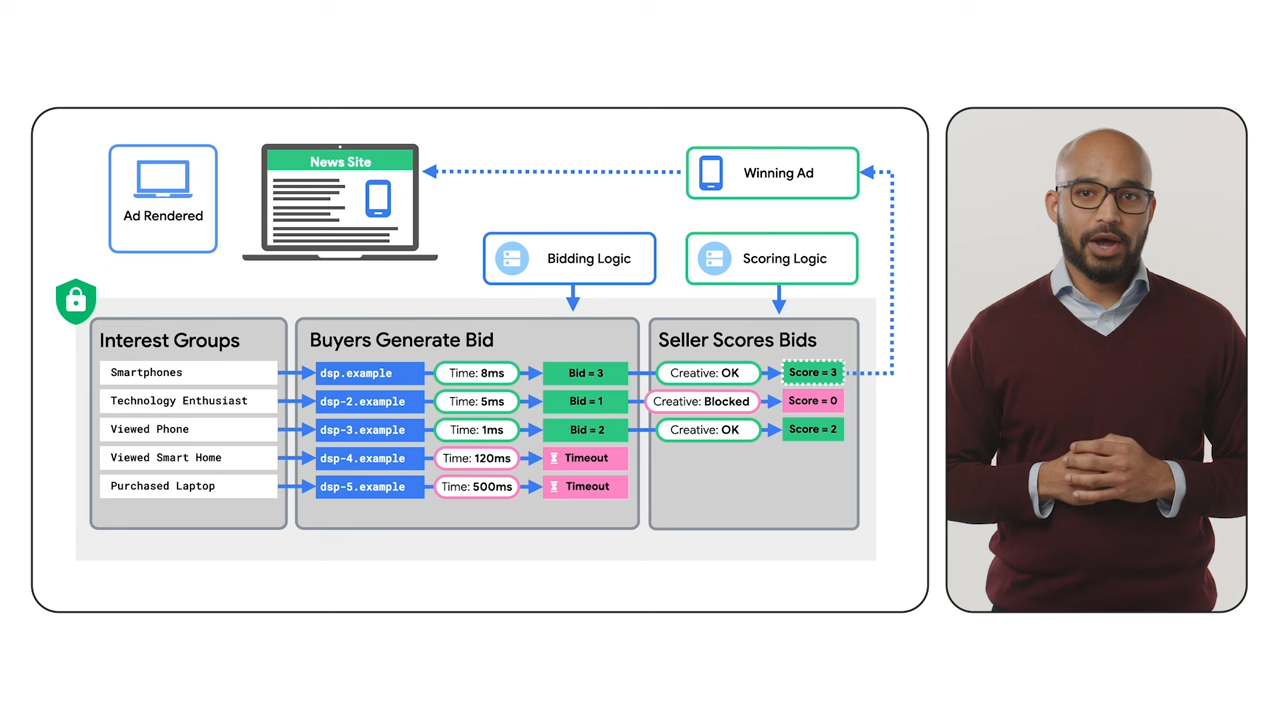 Ad Rendered
News Site
Winning Ad
Bidding Logic
Scoring Logic
Interest Groups
Smartphones
Technology Enthusiast
Viewed Phone
Viewed Smart Home
Purchased Laptop
Buyers Generate Bid
dsp.example Time: 8ms Bid = 3
dsp-2.example Time: 5ms Bid = 1
dsp-3.example Time: 1ms Bid = 2
dsp-4.example Time: 120ms Timeout
dsp-5.example Time: 500ms Timeout
Seller Scores Bids
Creative: OK Score = 3
Creative: Blocked Score = 0
Creative: OK Score = 2